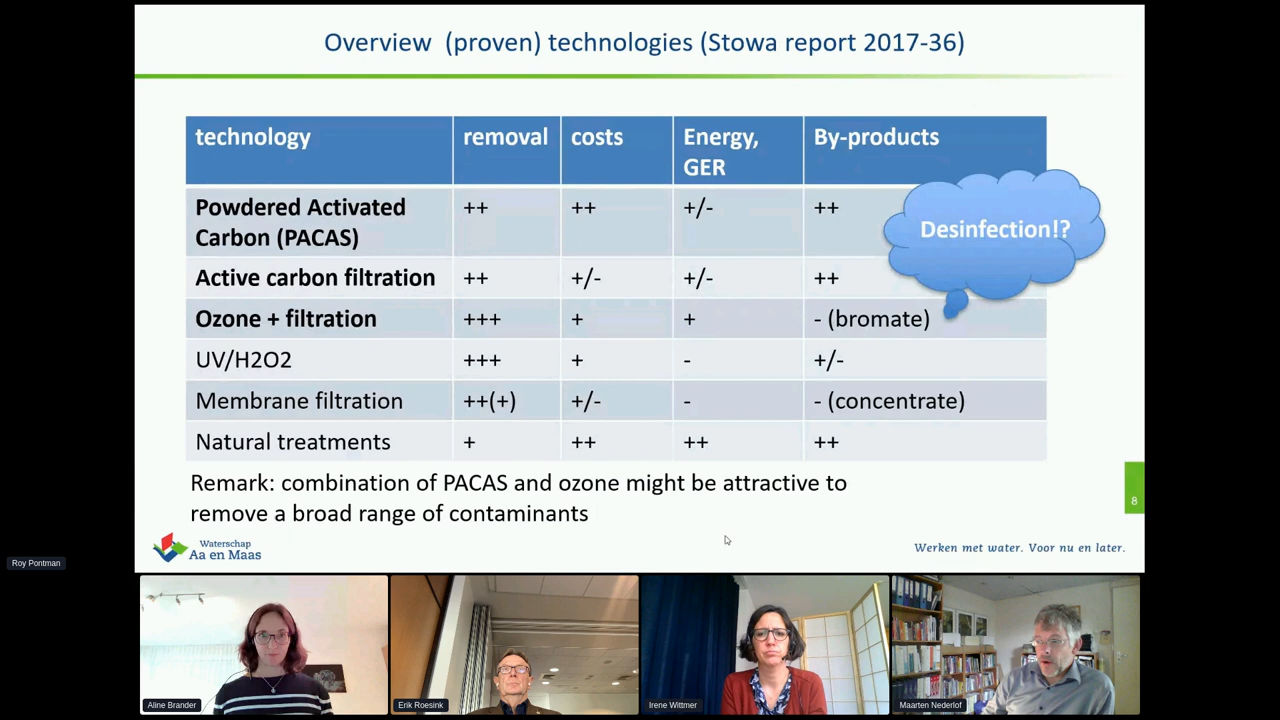 Overview (proven) technologies (Stowa report 2017-36)
technology removal costs Energy, GER By-products
Powdered Activated Carbon (PACAS) ++ ++ +/- ++
Desinfection!?
Active carbon filtration ++ +/- +/- ++
Ozone + filtration +++ + + - (bromate)
UV/H2O2 +++ + - +/-
Membrane filtration ++(+) +/- - - (concentrate)
Natural treatments + ++ ++ ++
Remark: combination of PACAS and ozone might be attractive to
remove a broad range of contaminants
8
Waterschap
Aa en Maas
Werken met water. Voor nu en later.
Roy Pontman
Aline Brander
Erik Roesink
Irene Wittmer
Maarten Nederlof